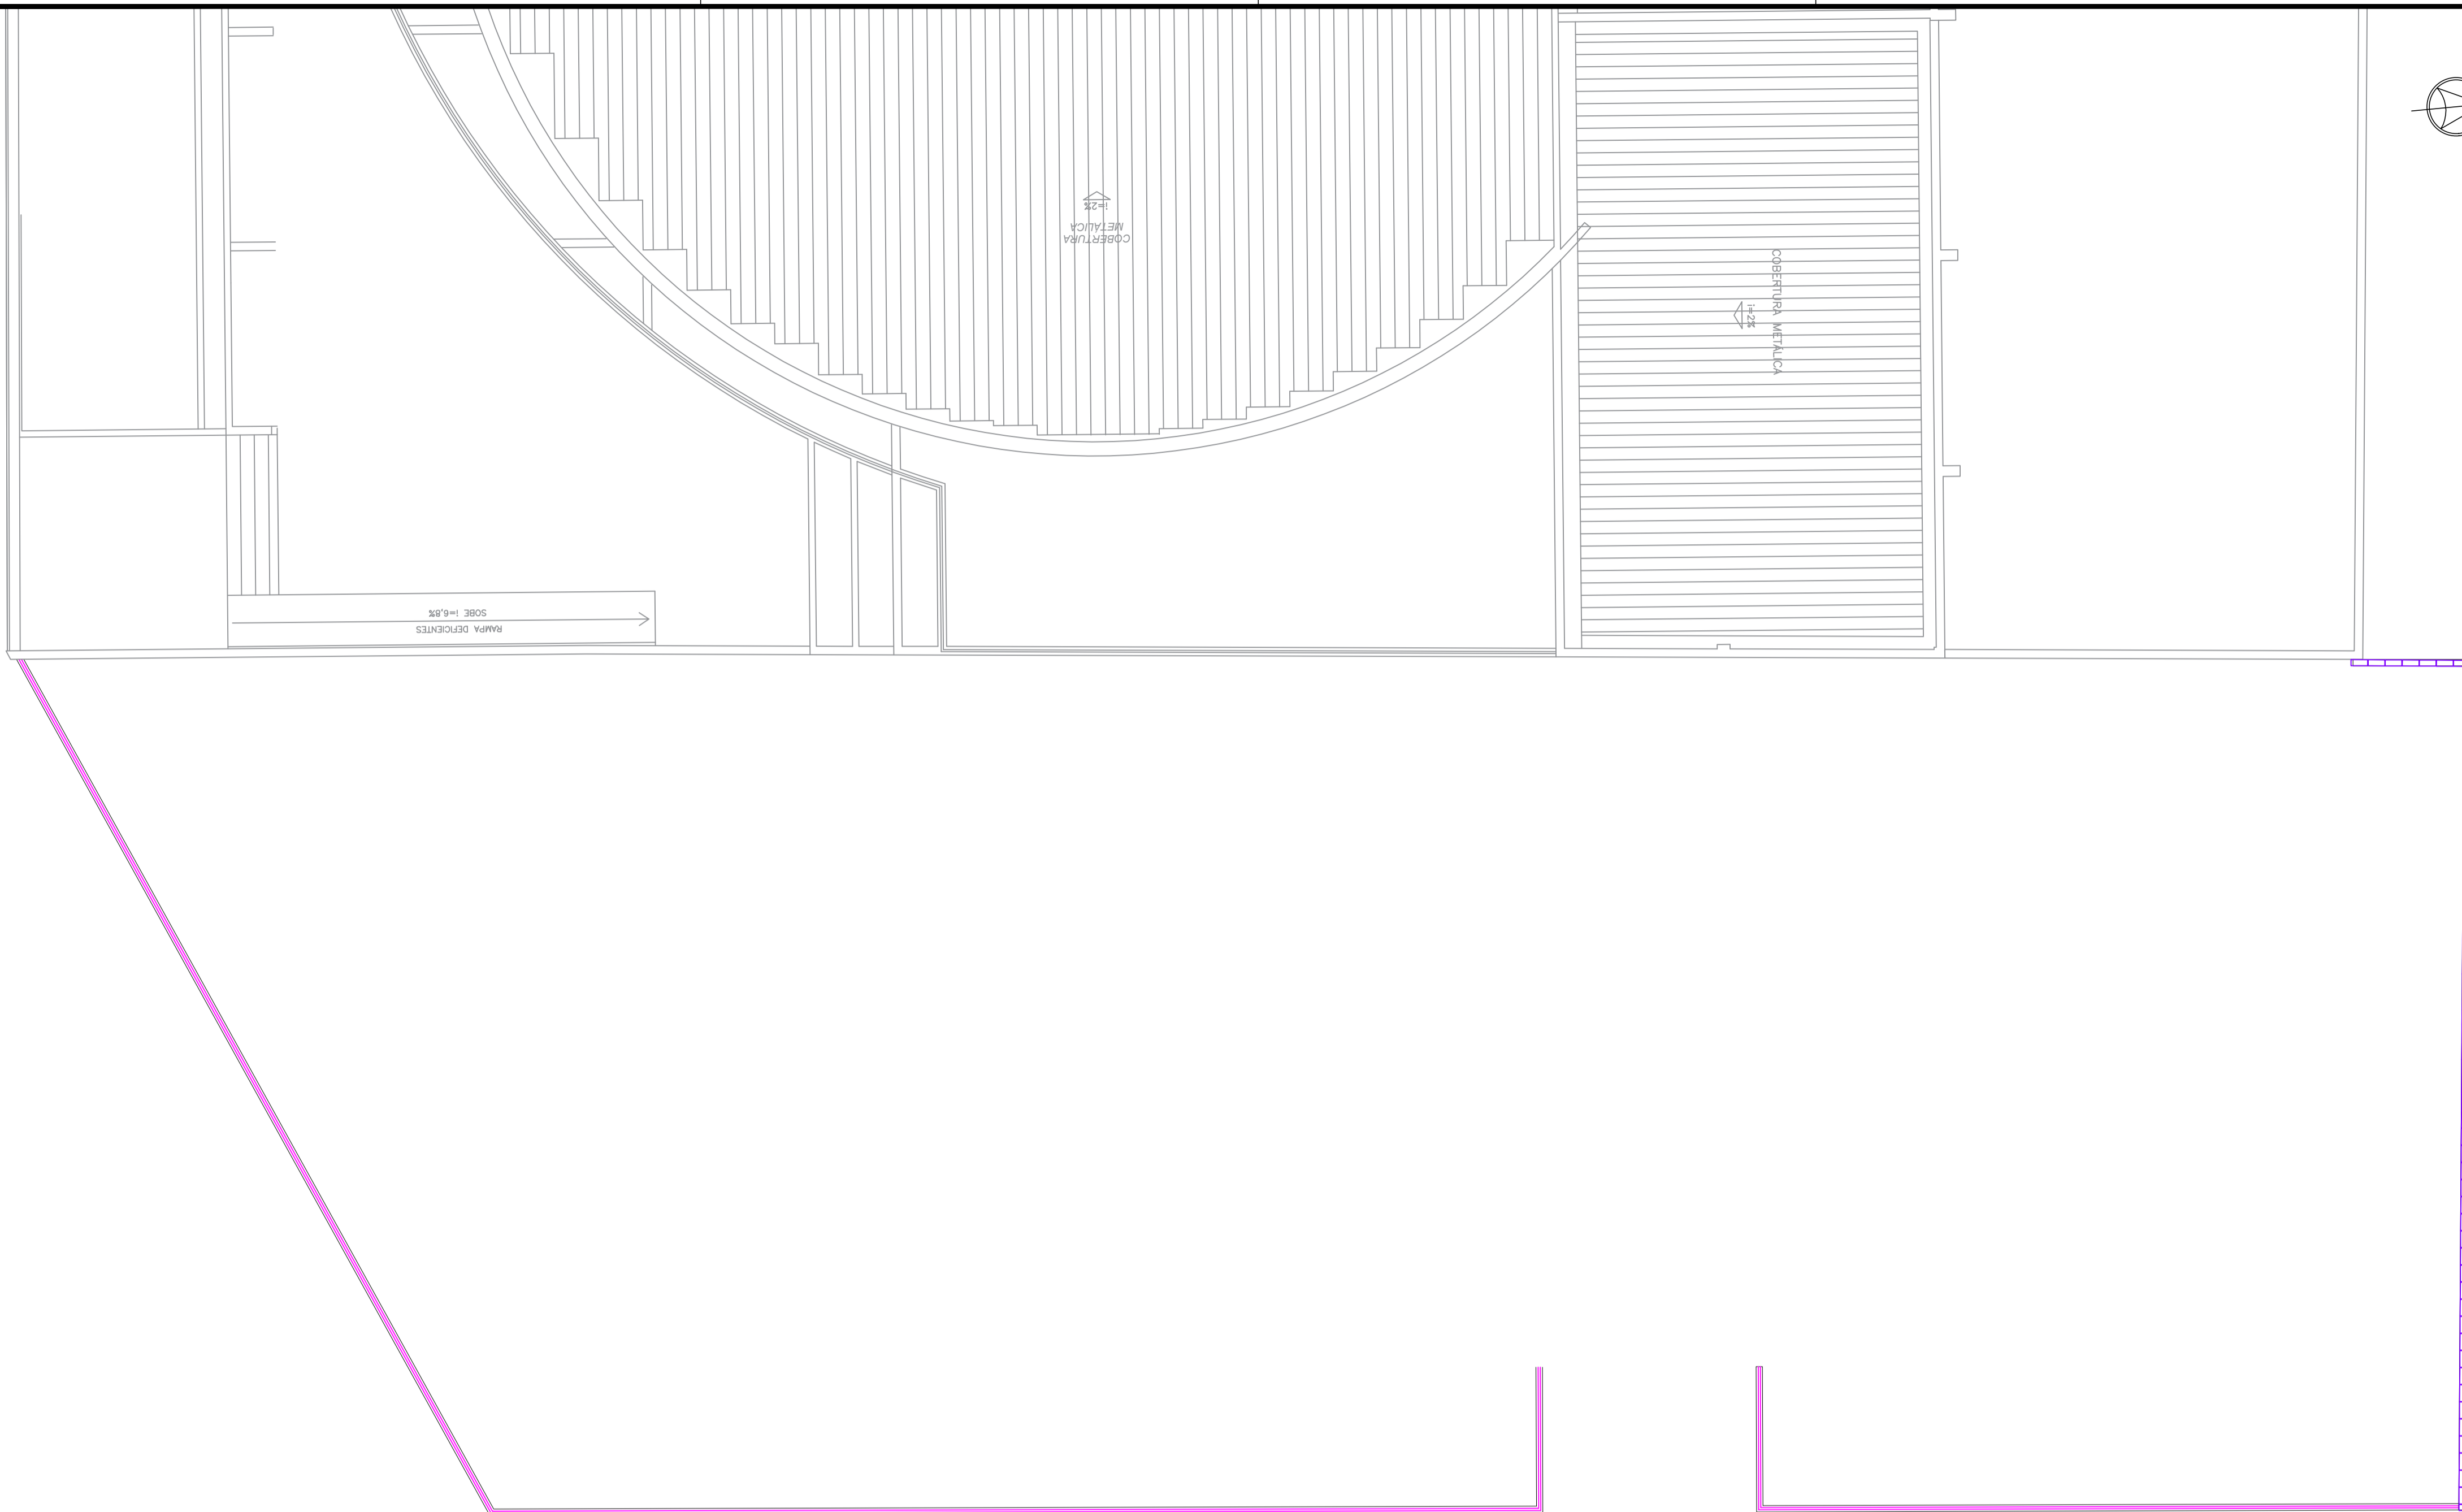 i=2%
COBERTURA
METÁLICA
COBERTURA METÁLICA
i=2%
RAMPA DEFICIENTES
SOBE i=6,8%